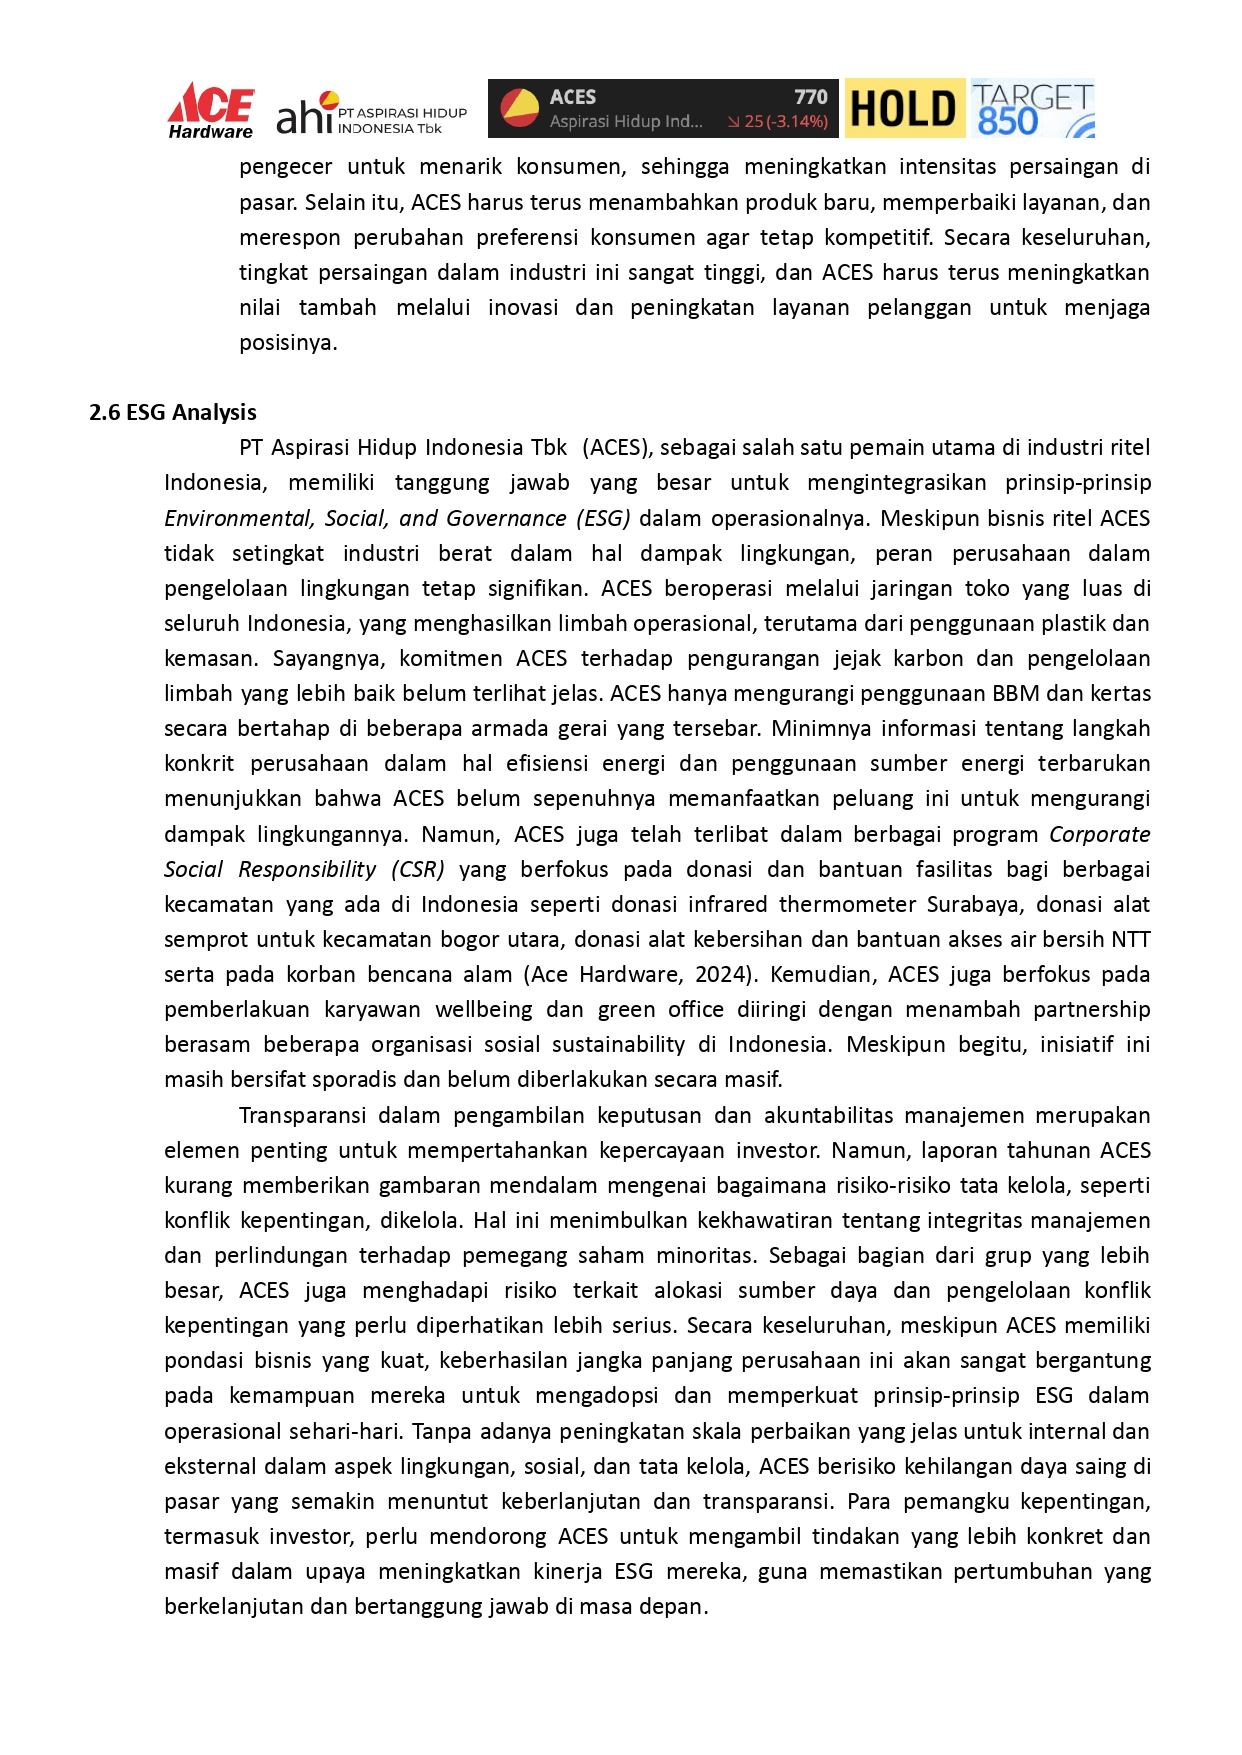 ACE
Hardware
ahi PT ASPIRASI HIDUP
INDONESIA Tbk
ACES 770
Aspirasi Hidup Ind... ↘ 25 (-3.14%)
HOLD
TARGET
850
pengecer untuk menarik konsumen, sehingga meningkatkan intensitas persaingan di
pasar. Selain itu, ACES harus terus menambahkan produk baru, memperbaiki layanan, dan
merespon perubahan preferensi konsumen agar tetap kompetitif. Secara keseluruhan,
tingkat persaingan dalam industri ini sangat tinggi, dan ACES harus terus meningkatkan
nilai tambah melalui inovasi dan peningkatan layanan pelanggan untuk menjaga
posisinya.
2.6 ESG Analysis
PT Aspirasi Hidup Indonesia Tbk (ACES), sebagai salah satu pemain utama di industri ritel
Indonesia, memiliki tanggung jawab yang besar untuk mengintegrasikan prinsip-prinsip
Environmental, Social, and Governance (ESG) dalam operasionalnya. Meskipun bisnis ritel ACES
tidak setingkat industri berat dalam hal dampak lingkungan, peran perusahaan dalam
pengelolaan lingkungan tetap signifikan. ACES beroperasi melalui jaringan toko yang luas di
seluruh Indonesia, yang menghasilkan limbah operasional, terutama dari penggunaan plastik dan
kemasan. Sayangnya, komitmen ACES terhadap pengurangan jejak karbon dan pengelolaan
limbah yang lebih baik belum terlihat jelas. ACES hanya mengurangi penggunaan BBM dan kertas
secara bertahap di beberapa armada gerai yang tersebar. Minimnya informasi tentang langkah
konkrit perusahaan dalam hal efisiensi energi dan penggunaan sumber energi terbarukan
menunjukkan bahwa ACES belum sepenuhnya memanfaatkan peluang ini untuk mengurangi
dampak lingkungannya. Namun, ACES juga telah terlibat dalam berbagai program Corporate
Social Responsibility (CSR) yang berfokus pada donasi dan bantuan fasilitas bagi berbagai
kecamatan yang ada di Indonesia seperti donasi infrared thermometer Surabaya, donasi alat
semprot untuk kecamatan bogor utara, donasi alat kebersihan dan bantuan akses air bersih NTT
serta pada korban bencana alam (Ace Hardware, 2024). Kemudian, ACES juga berfokus pada
pemberlakuan karyawan wellbeing dan green office diiringi dengan menambah partnership
berasam beberapa organisasi sosial sustainability di Indonesia. Meskipun begitu, inisiatif ini
masih bersifat sporadis dan belum diberlakukan secara masif.
Transparansi dalam pengambilan keputusan dan akuntabilitas manajemen merupakan
elemen penting untuk mempertahankan kepercayaan investor. Namun, laporan tahunan ACES
kurang memberikan gambaran mendalam mengenai bagaimana risiko-risiko tata kelola, seperti
konflik kepentingan, dikelola. Hal ini menimbulkan kekhawatiran tentang integritas manajemen
dan perlindungan terhadap pemegang saham minoritas. Sebagai bagian dari grup yang lebih
besar, ACES juga menghadapi risiko terkait alokasi sumber daya dan pengelolaan konflik
kepentingan yang perlu diperhatikan lebih serius. Secara keseluruhan, meskipun ACES memiliki
pondasi bisnis yang kuat, keberhasilan jangka panjang perusahaan ini akan sangat bergantung
pada kemampuan mereka untuk mengadopsi dan memperkuat prinsip-prinsip ESG dalam
operasional sehari-hari. Tanpa adanya peningkatan skala perbaikan yang jelas untuk internal dan
eksternal dalam aspek lingkungan, sosial, dan tata kelola, ACES berisiko kehilangan daya saing di
pasar yang semakin menuntut keberlanjutan dan transparansi. Para pemangku kepentingan,
termasuk investor, perlu mendorong ACES untuk mengambil tindakan yang lebih konkret dan
masif dalam upaya meningkatkan kinerja ESG mereka, guna memastikan pertumbuhan yang
berkelanjutan dan bertanggung jawab di masa depan.